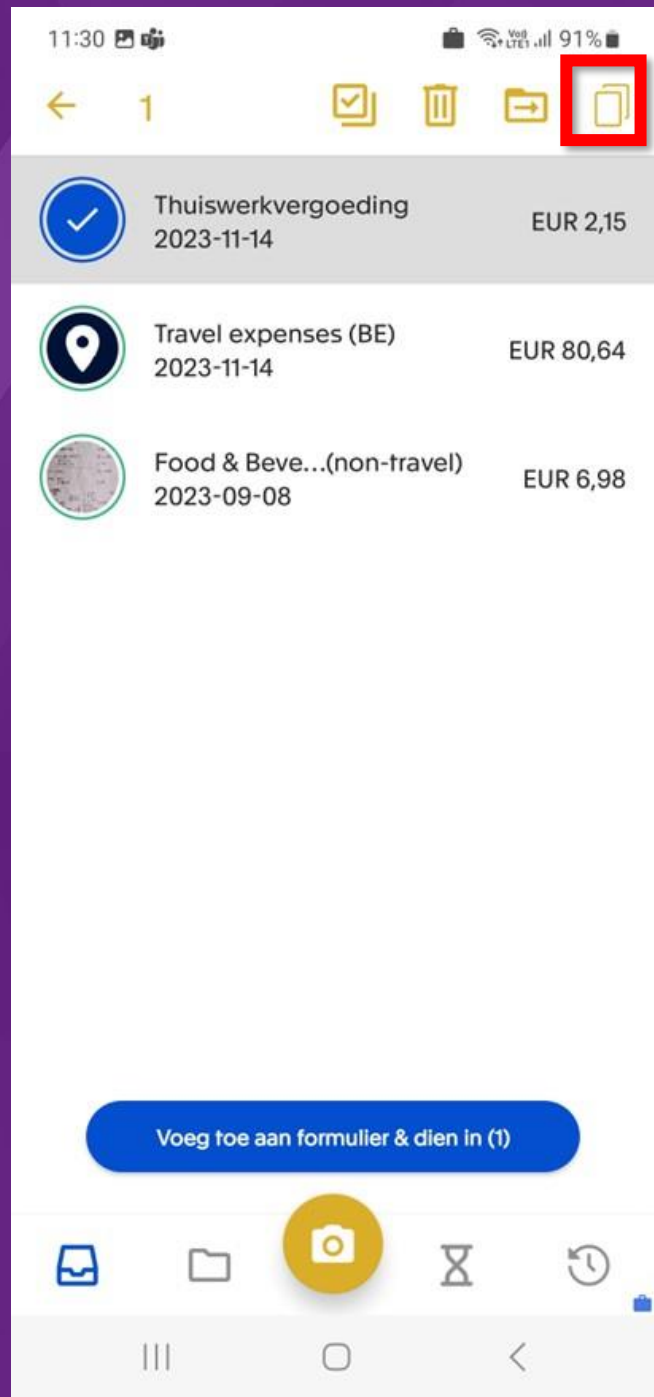 11:30 VoLTE1 91%
1
Thuiswerkvergoeding
2023-11-14
EUR 2,15
Travel expenses (BE)
2023-11-14
EUR 80,64
Food & Beve...(non-travel)
2023-09-08
EUR 6,98
Voeg toe aan formulier & dien in (1)